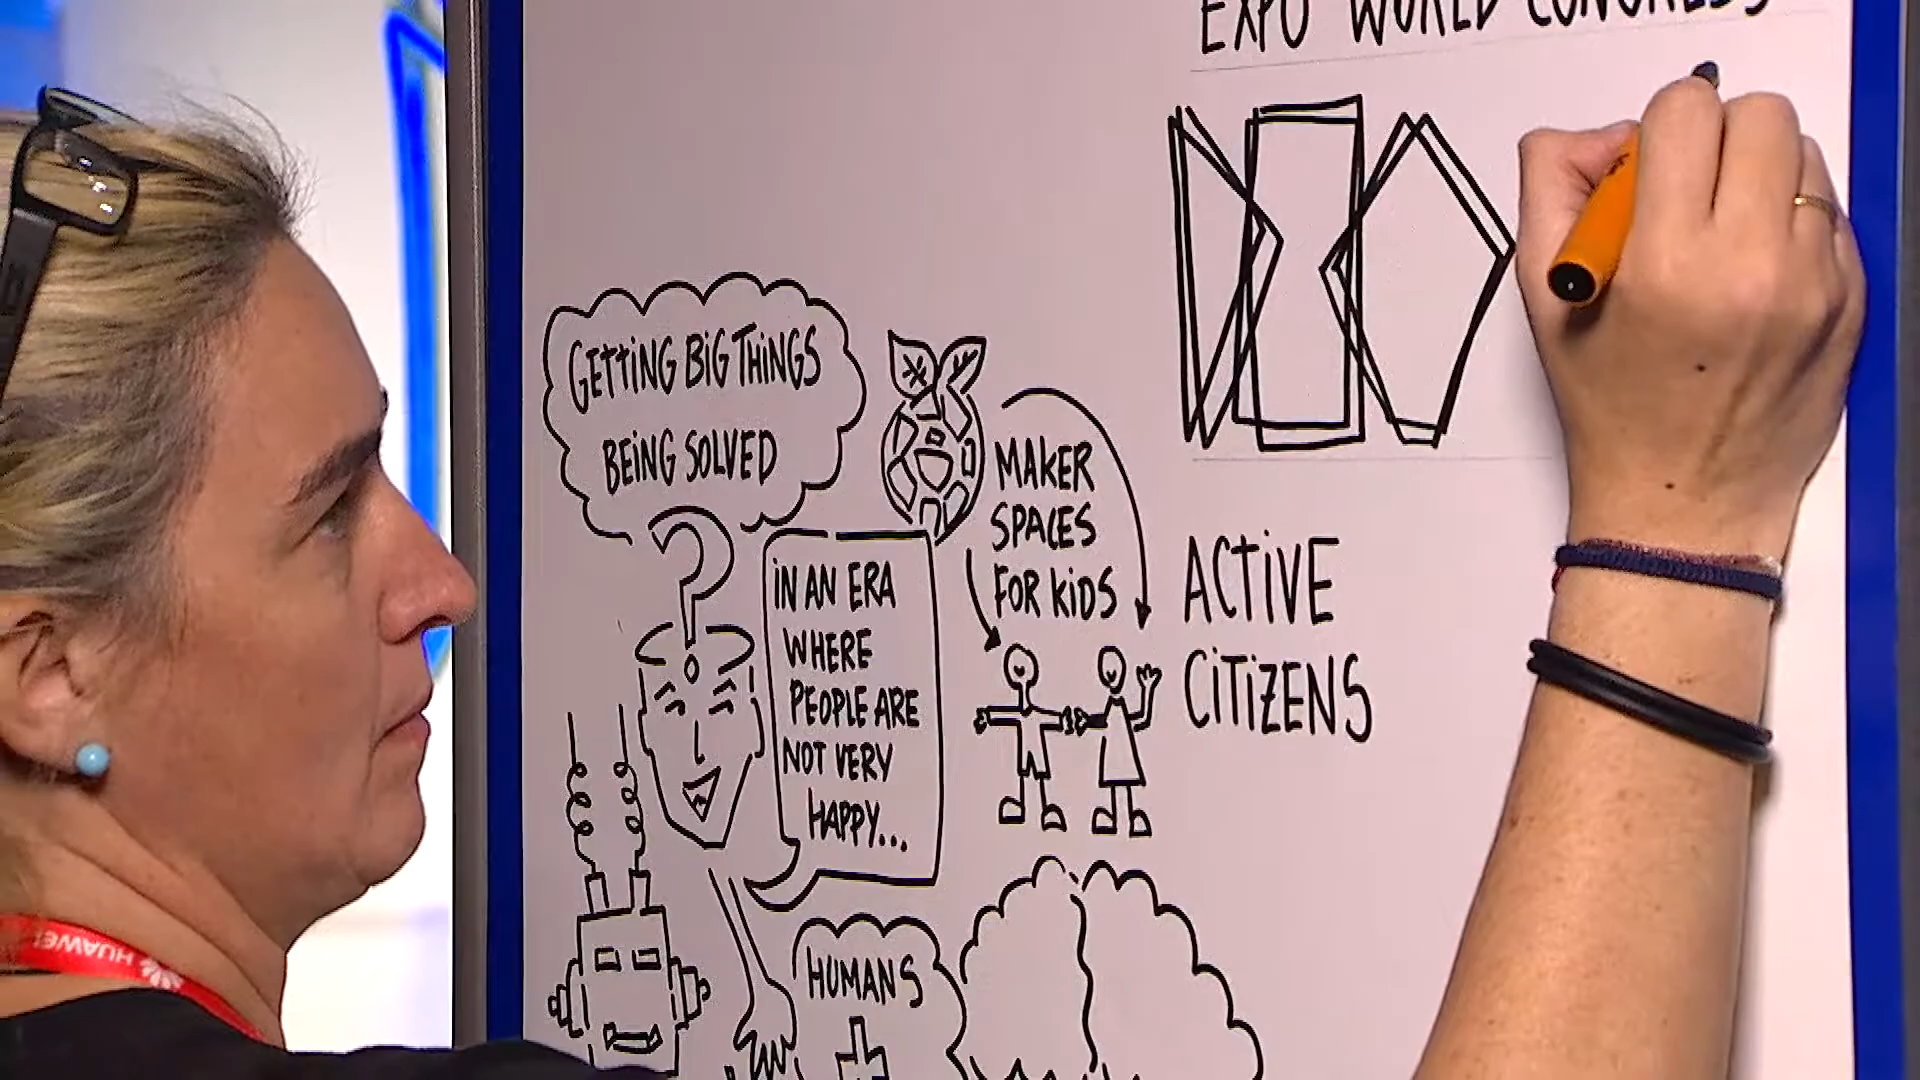 EXPO WORLD CONGRESS
GETTING BIG THINGS
BEING SOLVED
MAKER
SPACES
FOR KIDS
IN AN ERA
WHERE
PEOPLE ARE
NOT VERY
HAPPY...
ACTIVE
CITIZENS
HUMANS
+
HUAWEI